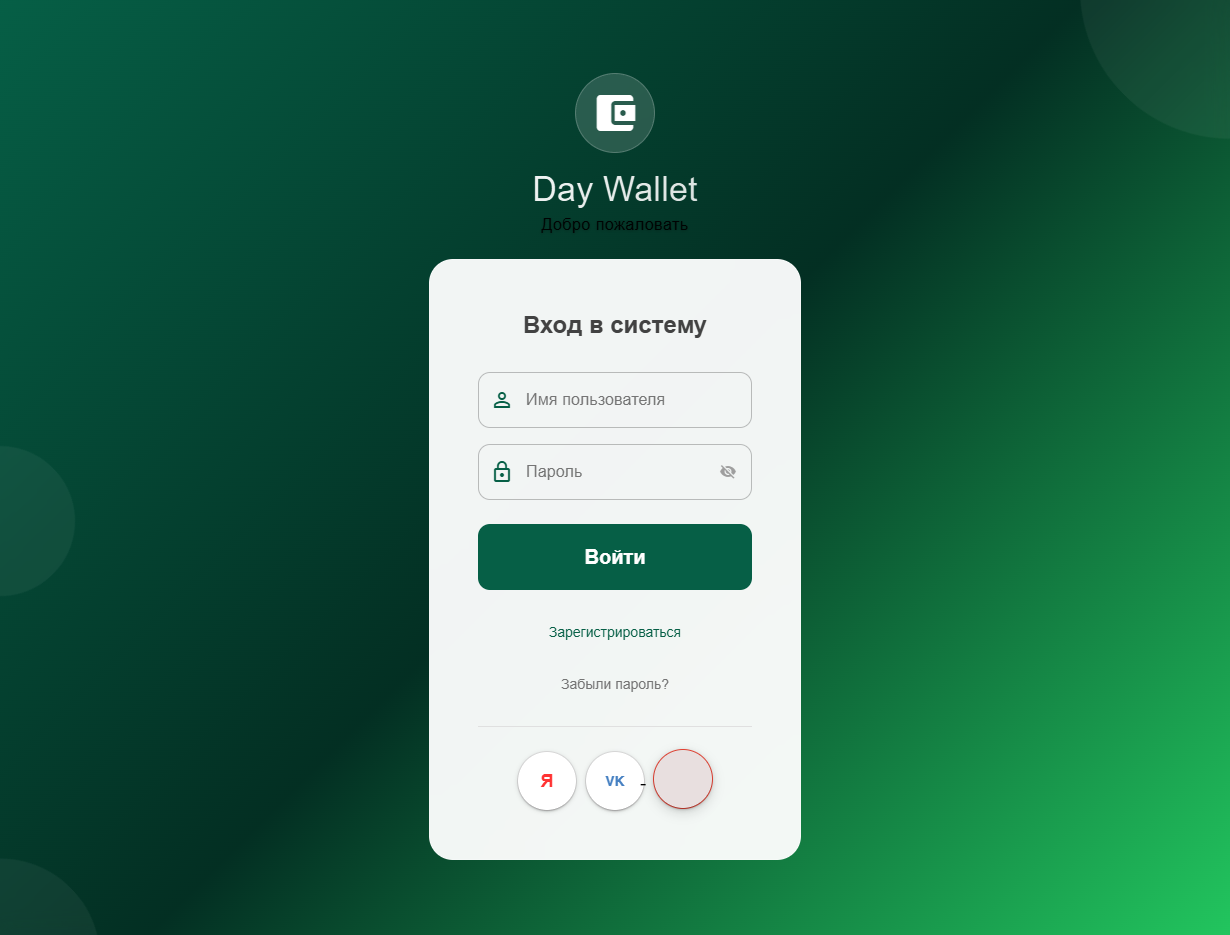 Day Wallet
Добро пожаловать
Вход в систему
Имя пользователя
Пароль
Войти
Зарегистрироваться
Забыли пароль?
Я VK -